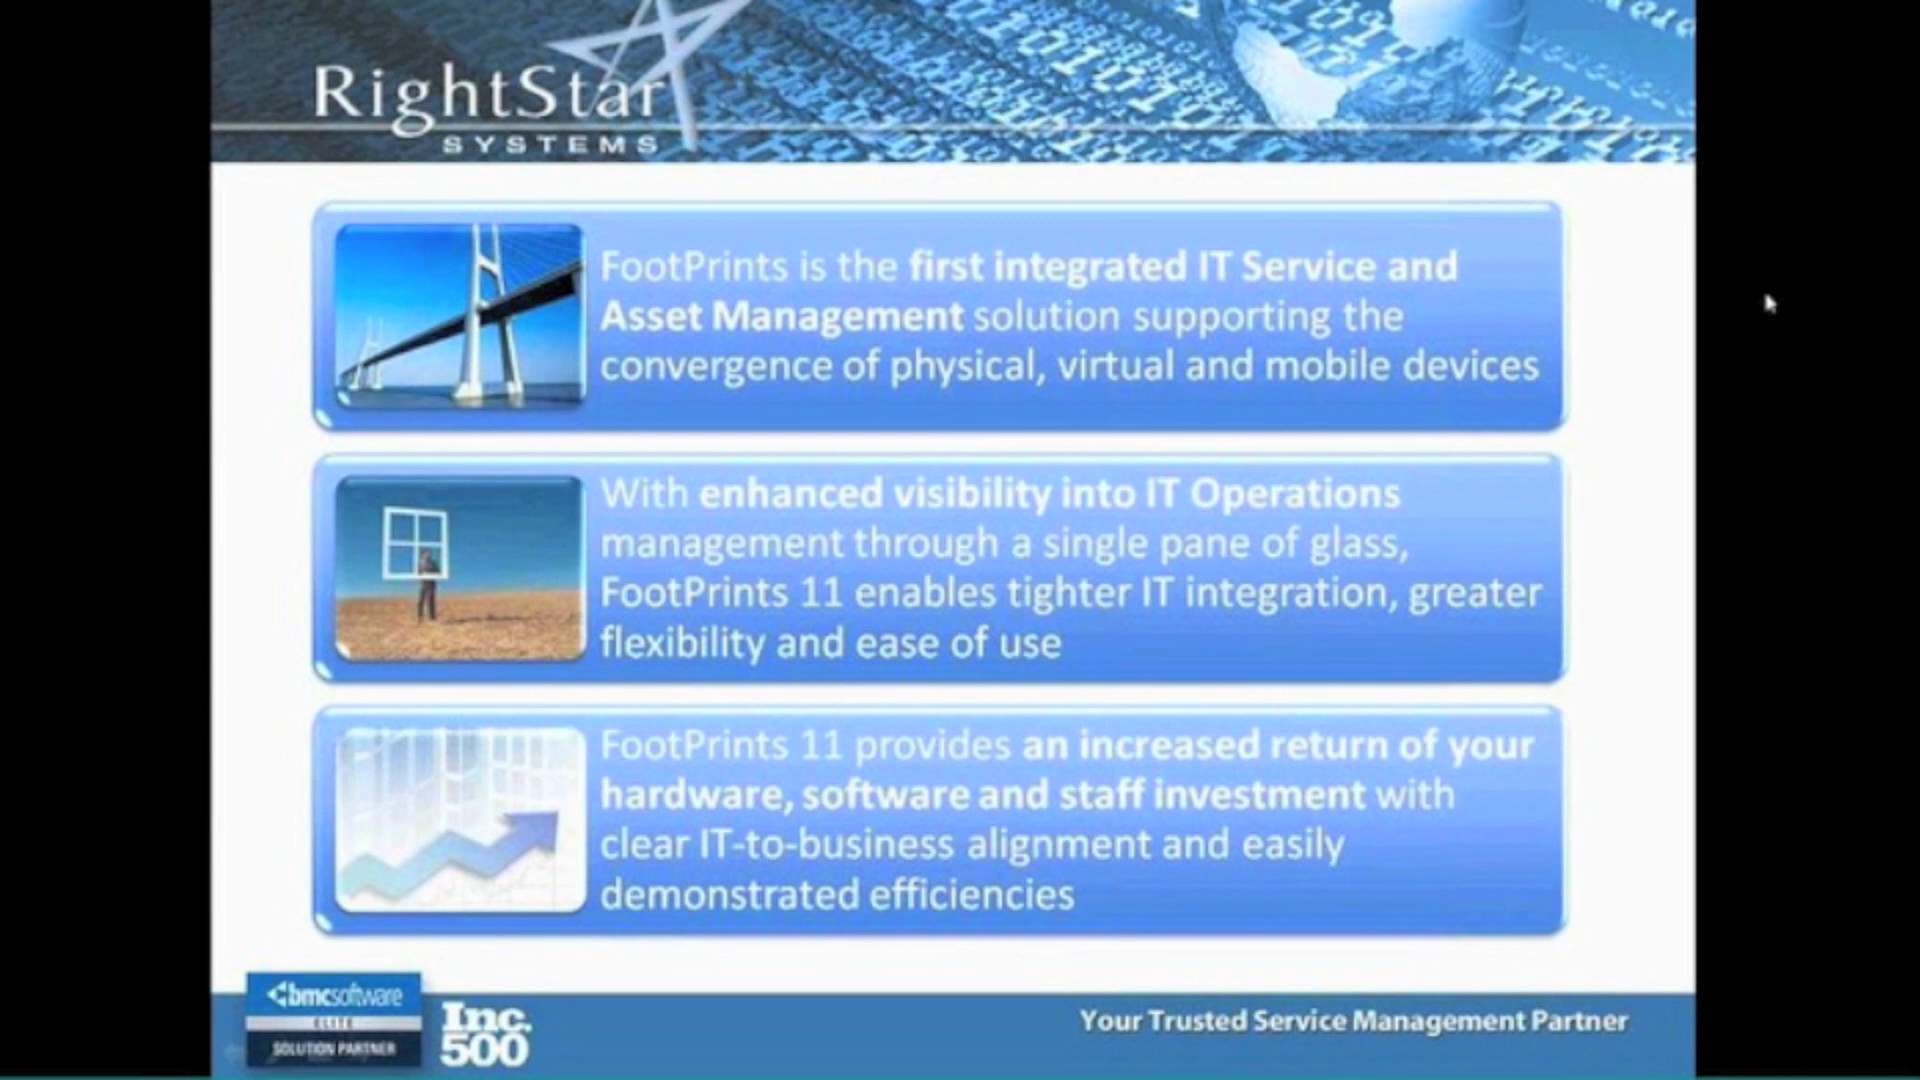 RightStar
SYSTEMS
FootPrints is the first integrated IT Service and
Asset Management solution supporting the
convergence of physical, virtual and mobile devices
With enhanced visibility into IT Operations
management through a single pane of glass,
FootPrints 11 enables tighter IT integration, greater
flexibility and ease of use
FootPrints 11 provides an increased return of your
hardware, software and staff investment with
clear IT-to-business alignment and easily
demonstrated efficiencies
bmcsoftware
ELITE
SOLUTION PARTNER
Inc.
500
Your Trusted Service Management Partner